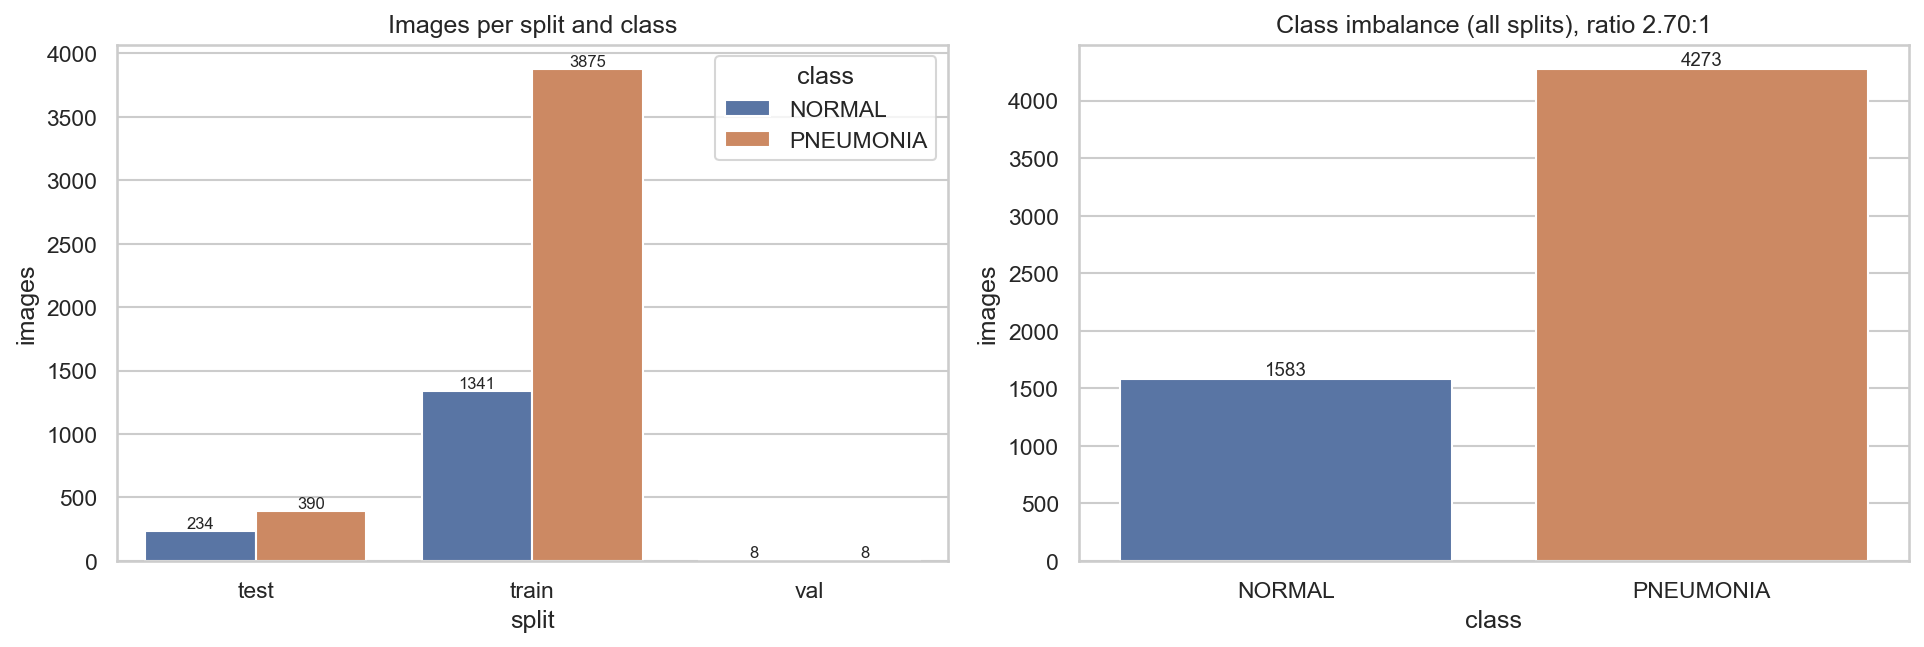 Images per split and class
images
4000
3500
3000
2500
2000
1500
1000
500
0
234
390
1341
3875
8
8
class
NORMAL
PNEUMONIA
test
train
val
split
Class imbalance (all splits), ratio 2.70:1
images
4000
3500
3000
2500
2000
1500
1000
500
0
1583
4273
NORMAL
PNEUMONIA
class